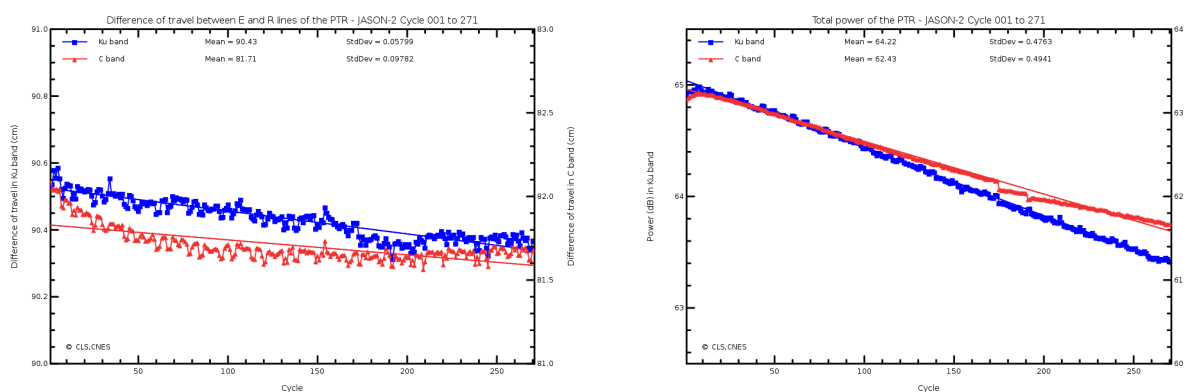 Difference of travel between E and R lines of the PTR - JASON-2 Cycle 001 to 271
Ku band Mean = 90.43 StdDev = 0.05799
C band Mean = 81.71 StdDev = 0.09782
91.0
90.8
90.6
90.4
90.2
90.0
83.0
82.5
82.0
81.5
81.0
Difference of travel in Ku band (cm)
Difference of travel in C band (cm)
© CLS,CNES
50 100 150 200 250
Cycle
Total power of the PTR - JASON-2 Cycle 001 to 271
Ku band Mean = 64.22 StdDev = 0.4763
C band Mean = 62.43 StdDev = 0.4941
65
64
63
64
63
62
61
60
Power (dB) in Ku band
© CLS,CNES
50 100 150 200 250
Cycle